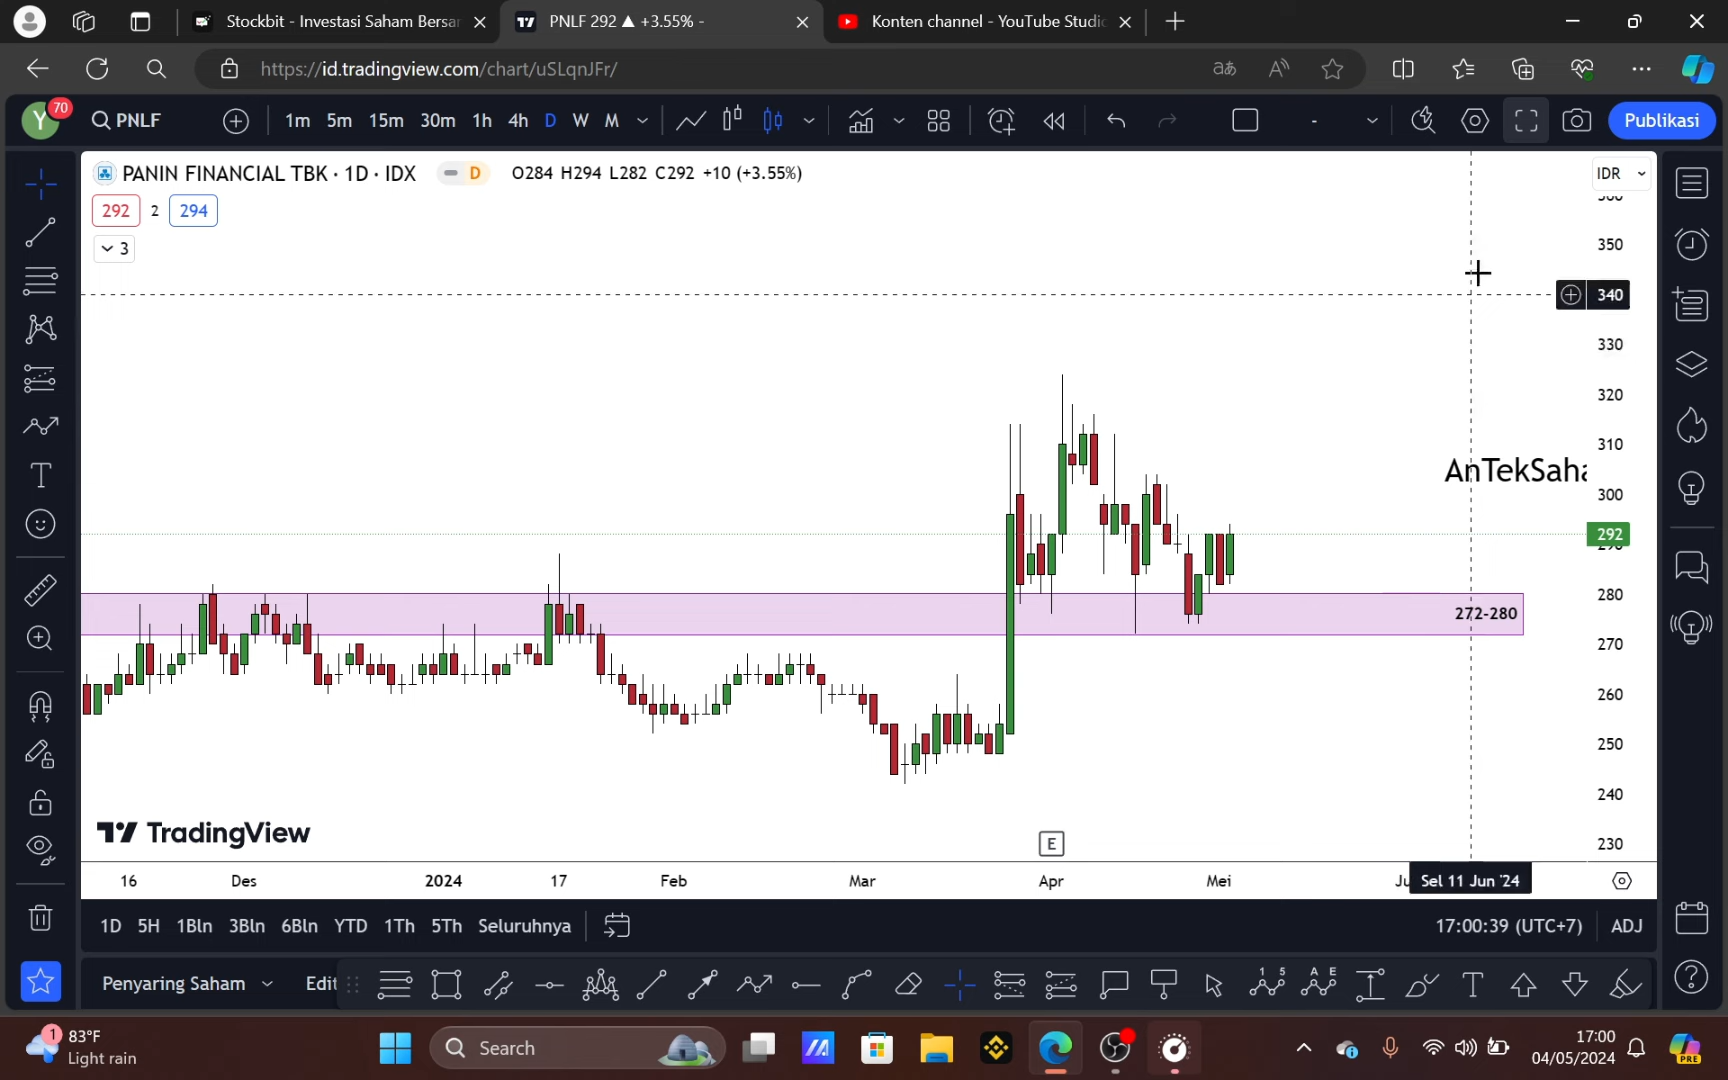 Stockbit - Investasi Saham Bersar
PNLF 292 ▲ +3.55% -
Konten channel - YouTube Studio
https://id.tradingview.com/chart/uSLqnJFr/
Y
70
PNLF
1m 5m 15m 30m 1h 4h D W M
-
Publikasi
PANIN FINANCIAL TBK · 1D · IDX
D
O284 H294 L282 C292 +10 (+3.55%)
IDR
292 2 294
3
350
340
330
320
310
AnTekSaha
300
292
280
272-280
270
260
250
240
230
E
TradingView
16 Des 2024 17 Feb Mar Apr Mei
Sel 11 Jun '24
1D 5H 1Bln 3Bln 6Bln YTD 1Th 5Th Seluruhnya
17:00:39 (UTC+7) ADJ
Penyaring Saham
Edit
1
83°F
Light rain
Search
17:00
04/05/2024
PRE